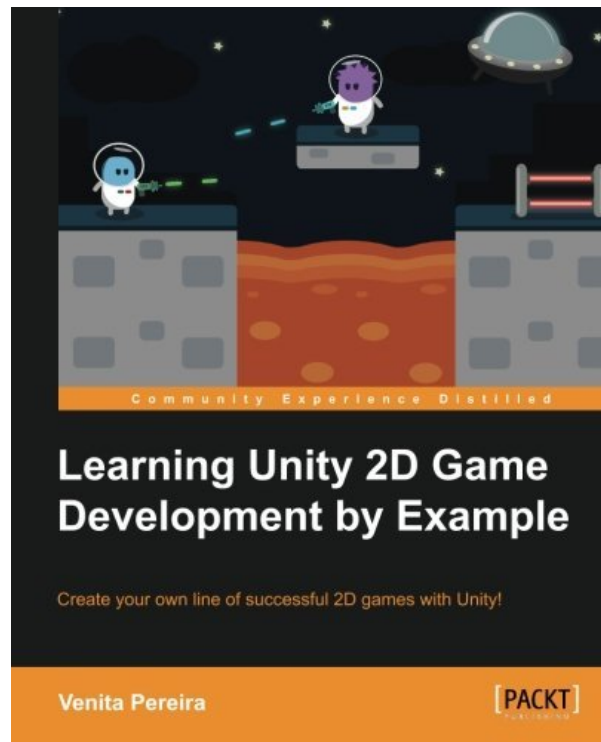 Community Experience Distilled
Learning Unity 2D Game
Development by Example
Create your own line of successful 2D games with Unity!
Venita Pereira
[PACKT]
PUBLISHING